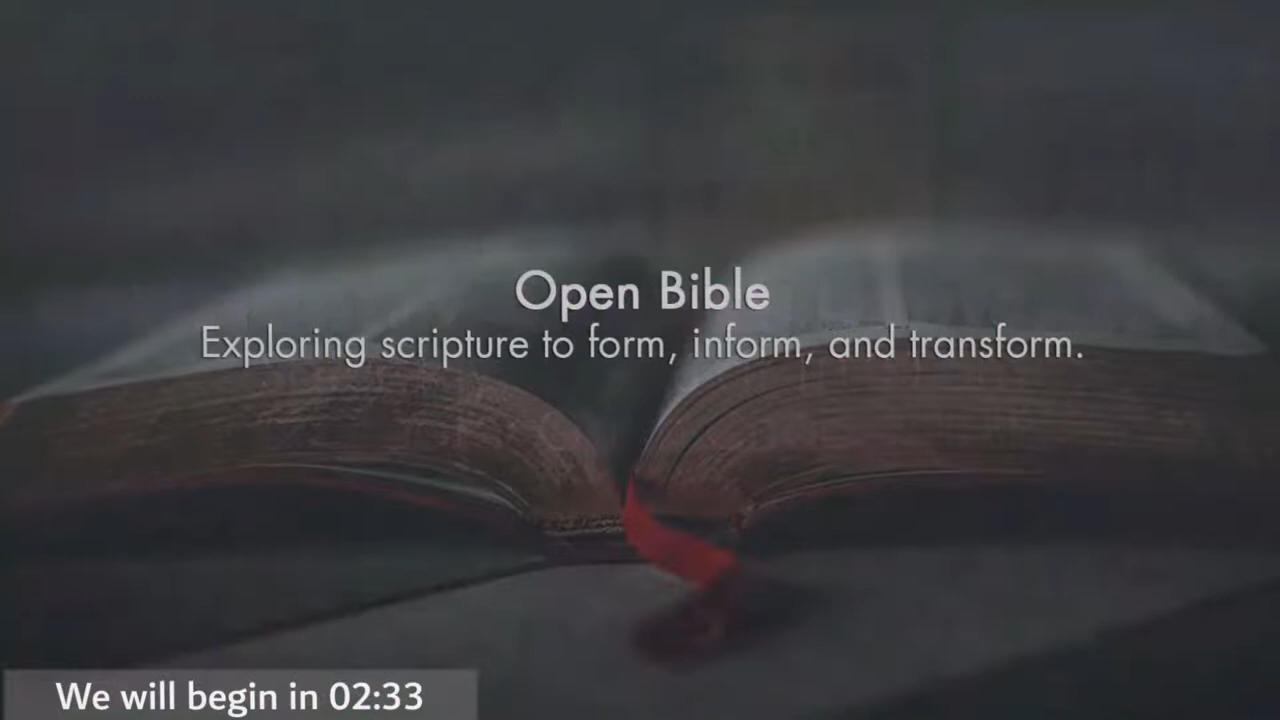 Open Bible
Exploring scripture to form, inform, and transform.
We will begin in 02:33